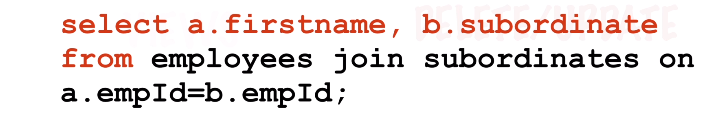 select a.firstname, b.subordinate
from employees join subordinates on
a.empId=b.empId;